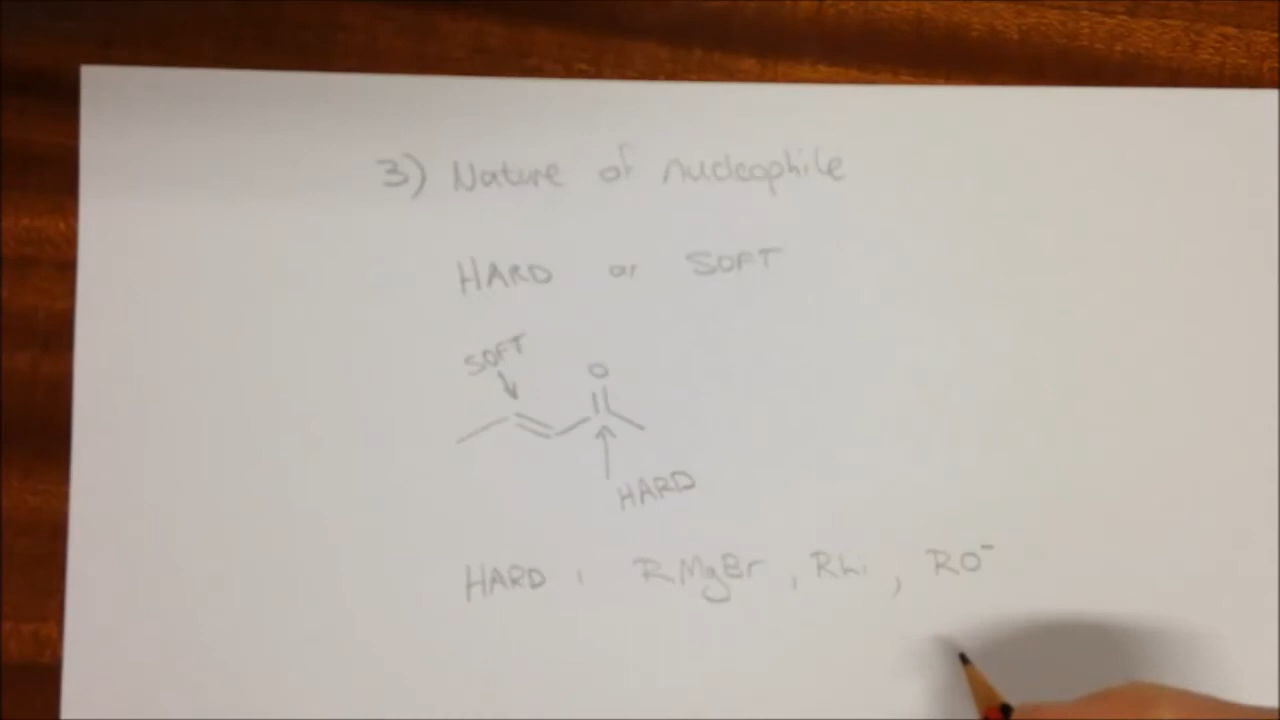 3) Nature of nucleophile
HARD or SOFT
SOFT
O
HARD
HARD : RMgBr , RLi , RO⁻